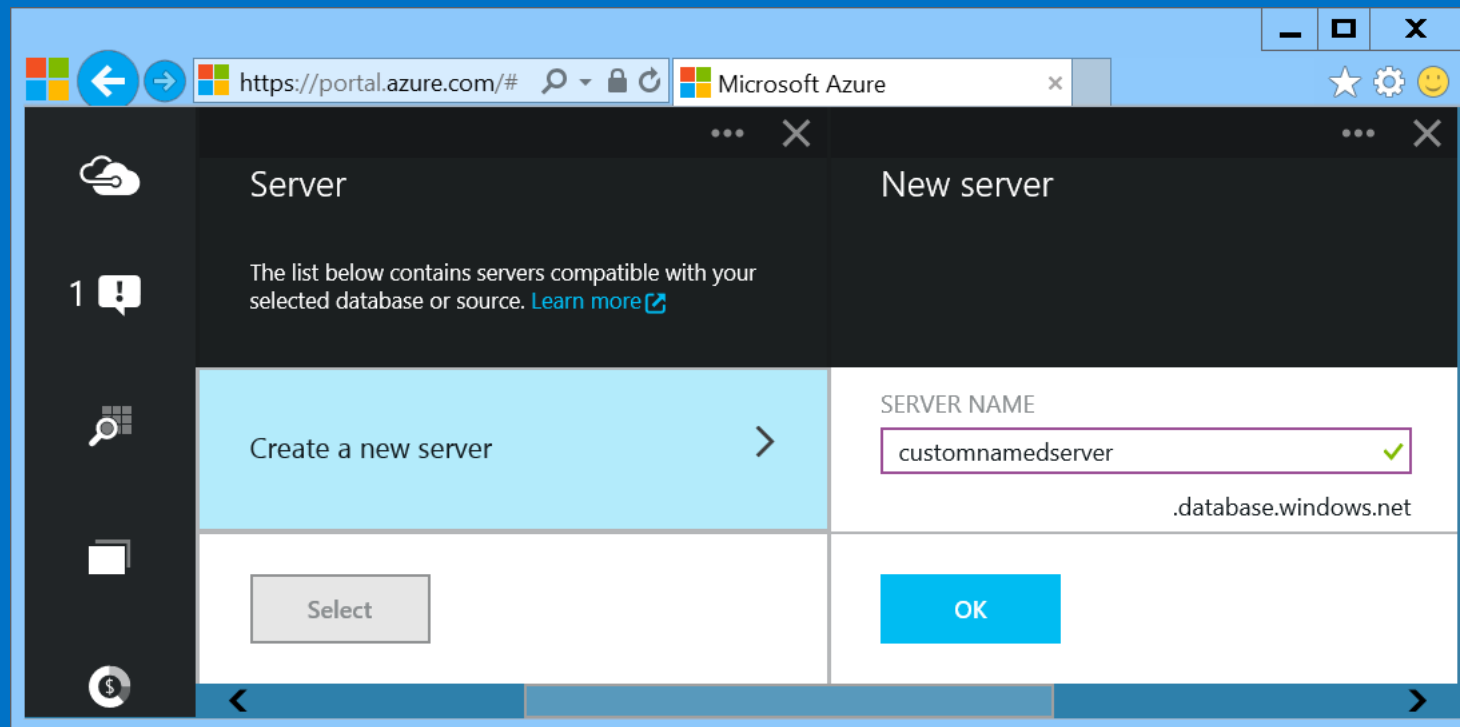 https://portal.azure.com/#
Microsoft Azure
Server
The list below contains servers compatible with your
selected database or source. Learn more
1
Create a new server
Select
New server
SERVER NAME
customnamedserver
.database.windows.net
OK